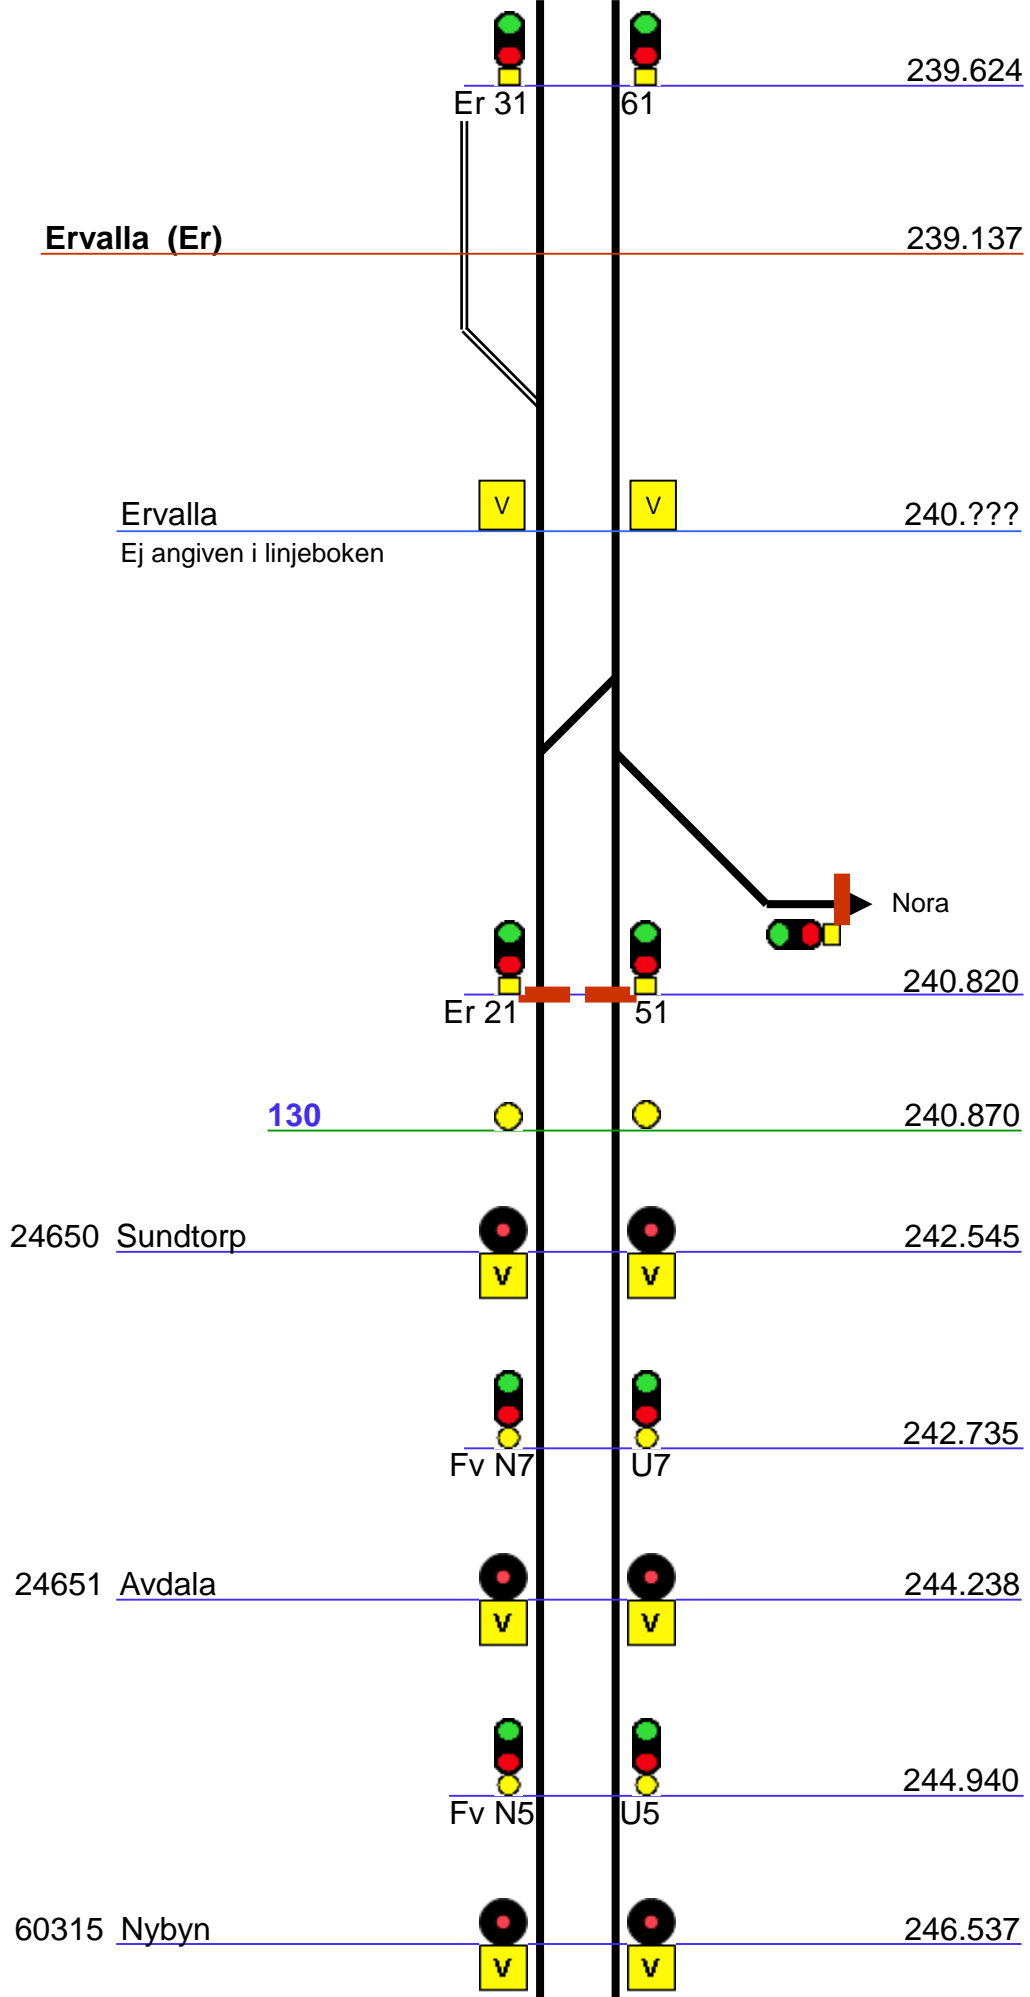 239.624
Er 31 61
Ervalla (Er) 239.137
V V
Ervalla 240.???
Ej angiven i linjeboken
Nora
240.820
Er 21 51
130 240.870
24650 Sundtorp 242.545
V V
242.735
Fv N7 U7
24651 Avdala 244.238
V V
244.940
Fv N5 U5
60315 Nybyn 246.537
V V